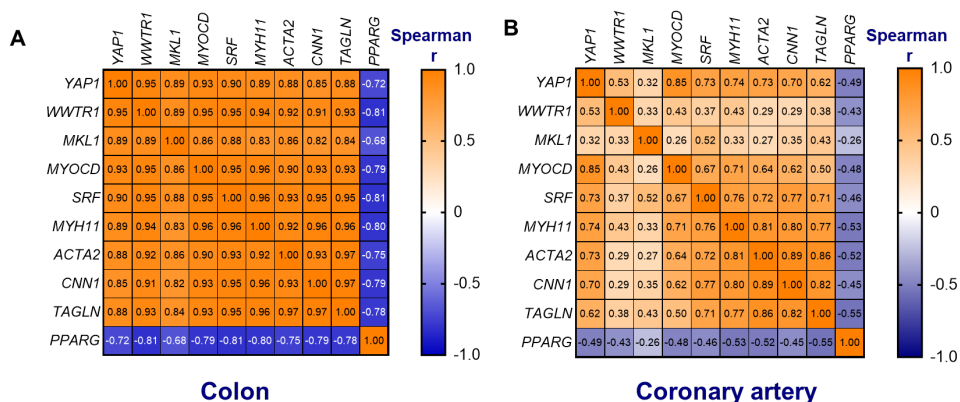 A
YAP1 WWTR1 MKL1 MYOCD SRF MYH11 ACTA2 CNN1 TAGLN PPARG
Spearman
r
YAP1 1.00 0.95 0.89 0.93 0.90 0.89 0.88 0.85 0.88 -0.72
WWTR1 0.95 1.00 0.89 0.95 0.95 0.94 0.92 0.91 0.93 -0.81
MKL1 0.89 0.89 1.00 0.86 0.88 0.83 0.86 0.82 0.84 -0.68
MYOCD 0.93 0.95 0.86 1.00 0.95 0.96 0.90 0.93 0.93 -0.79
SRF 0.90 0.95 0.88 0.95 1.00 0.96 0.93 0.95 0.95 -0.81
MYH11 0.89 0.94 0.83 0.96 0.96 1.00 0.92 0.96 0.96 -0.80
ACTA2 0.88 0.92 0.86 0.90 0.93 0.92 1.00 0.93 0.97 -0.75
CNN1 0.85 0.91 0.82 0.93 0.95 0.96 0.93 1.00 0.97 -0.79
TAGLN 0.88 0.93 0.84 0.93 0.95 0.96 0.97 0.97 1.00 -0.78
PPARG -0.72 -0.81 -0.68 -0.79 -0.81 -0.80 -0.75 -0.79 -0.78 1.00
1.0
0.5
0
-0.5
-1.0
Colon
B
YAP1 WWTR1 MKL1 MYOCD SRF MYH11 ACTA2 CNN1 TAGLN PPARG
Spearman
r
YAP1 1.00 0.53 0.32 0.85 0.73 0.74 0.73 0.70 0.62 -0.49
WWTR1 0.53 1.00 0.33 0.43 0.37 0.43 0.29 0.29 0.38 -0.43
MKL1 0.32 0.33 1.00 0.26 0.52 0.33 0.27 0.35 0.43 -0.26
MYOCD 0.85 0.43 0.26 1.00 0.67 0.71 0.64 0.62 0.50 -0.48
SRF 0.73 0.37 0.52 0.67 1.00 0.76 0.72 0.77 0.71 -0.46
MYH11 0.74 0.43 0.33 0.71 0.76 1.00 0.81 0.80 0.77 -0.53
ACTA2 0.73 0.29 0.27 0.64 0.72 0.81 1.00 0.89 0.86 -0.52
CNN1 0.70 0.29 0.35 0.62 0.77 0.80 0.89 1.00 0.82 -0.45
TAGLN 0.62 0.38 0.43 0.50 0.71 0.77 0.86 0.82 1.00 -0.55
PPARG -0.49 -0.43 -0.26 -0.48 -0.46 -0.53 -0.52 -0.45 -0.55 1.00
1.0
0.5
0
-0.5
-1.0
Coronary artery